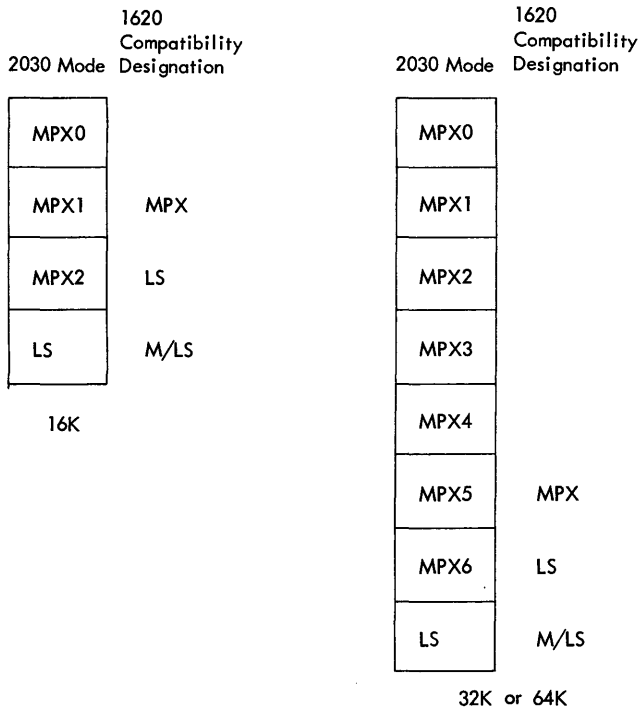 1620
Compatibility
2030 Mode Designation
MPX0
MPX1 MPX
MPX2 LS
LS M/LS
16K
1620
Compatibility
2030 Mode Designation
MPX0
MPX1
MPX2
MPX3
MPX4
MPX5 MPX
MPX6 LS
LS M/LS
32K or 64K